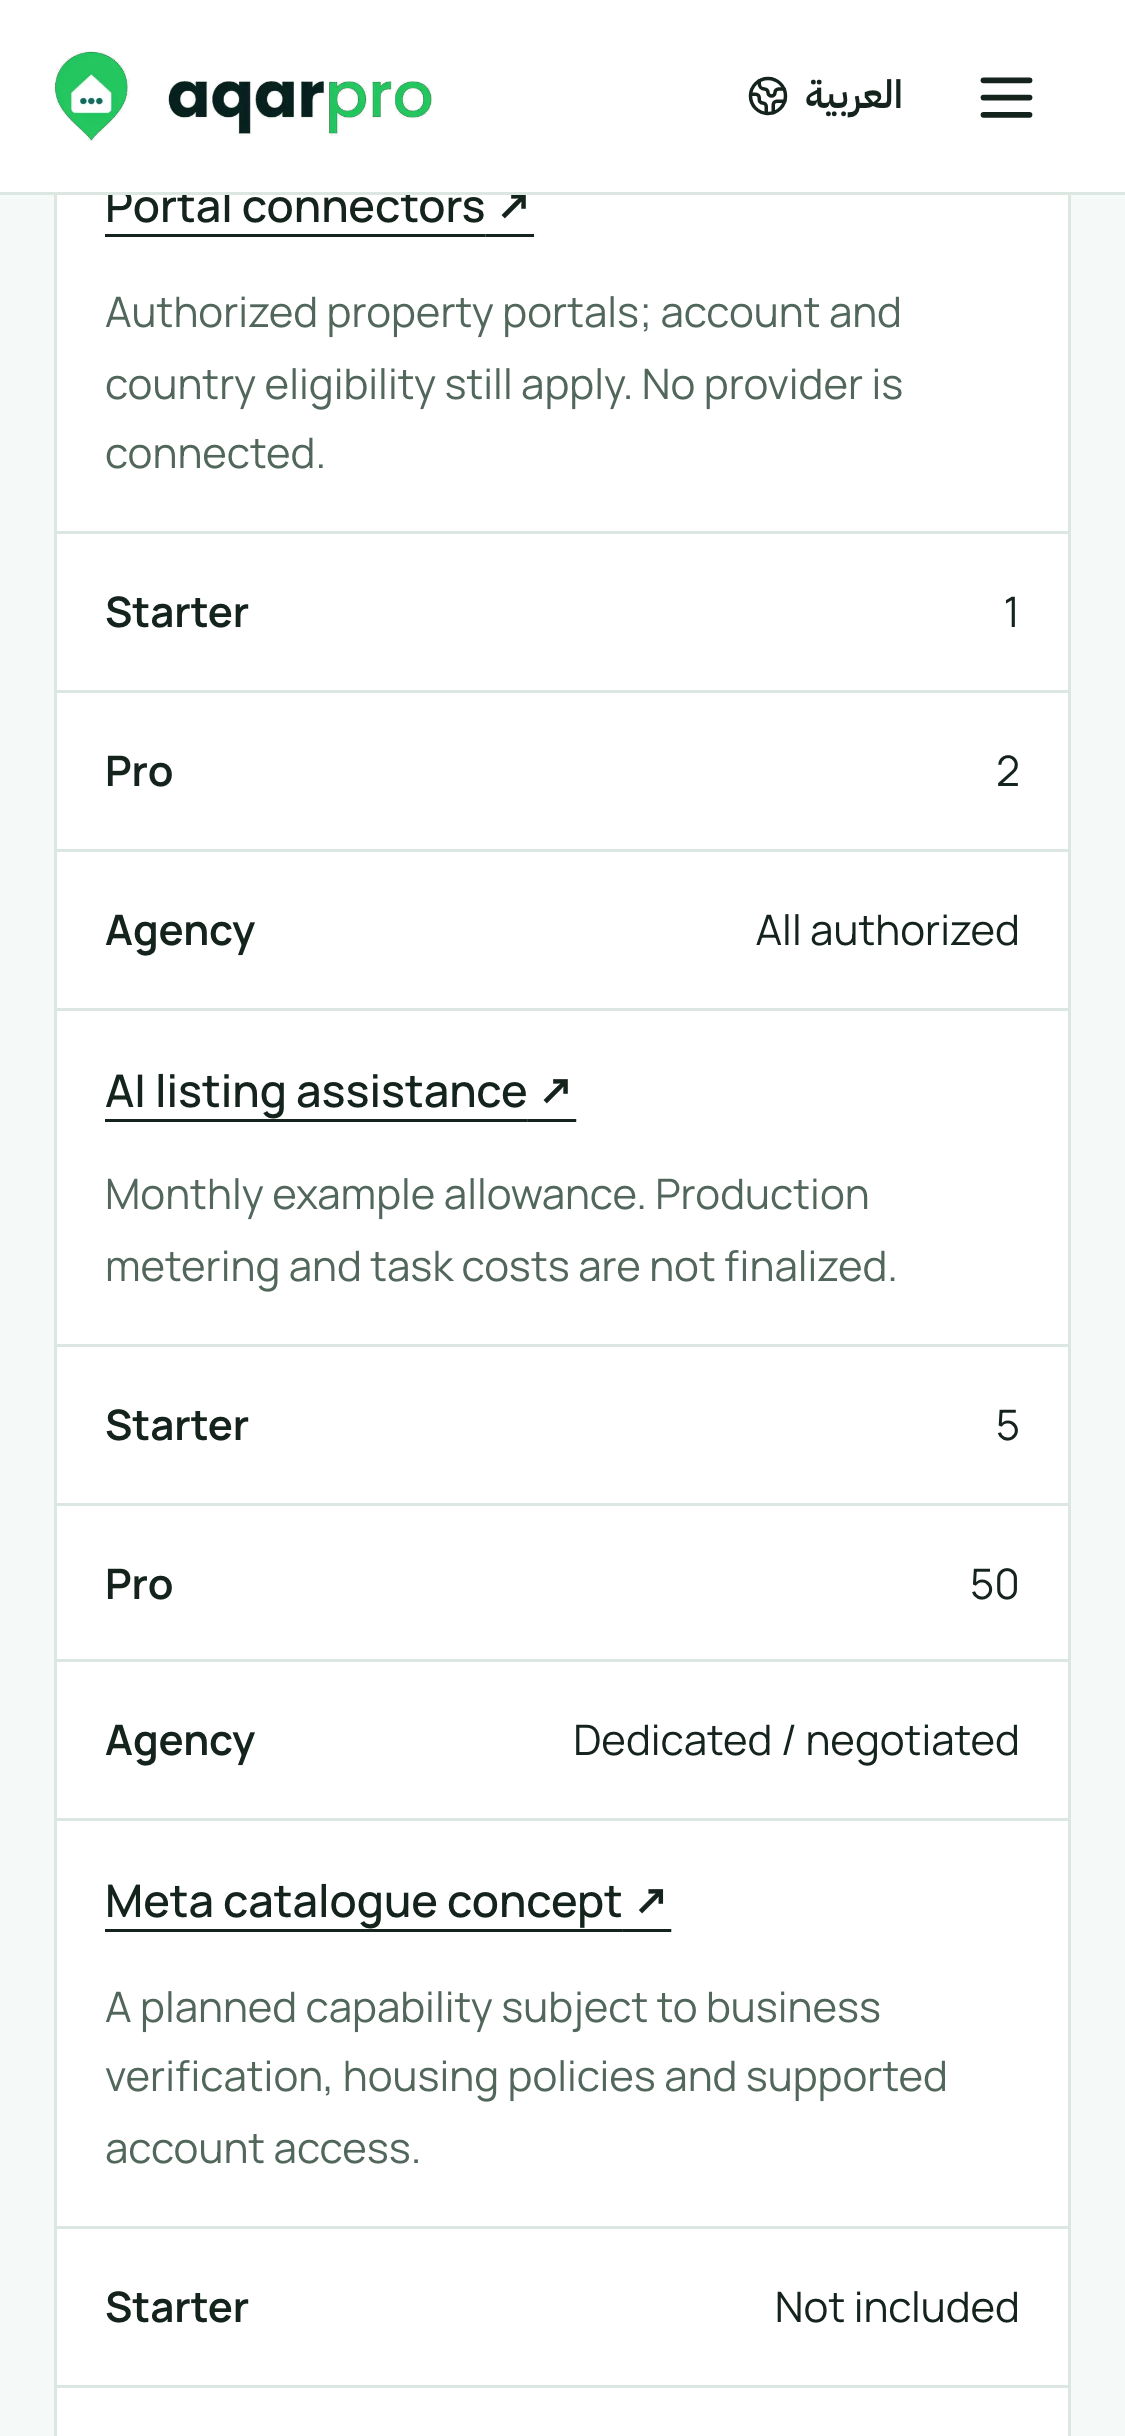 aqarpro
العربية
Portal connectors ↗
Authorized property portals; account and
country eligibility still apply. No provider is
connected.
Starter 1
Pro 2
Agency All authorized
AI listing assistance ↗
Monthly example allowance. Production
metering and task costs are not finalized.
Starter 5
Pro 50
Agency Dedicated / negotiated
Meta catalogue concept ↗
A planned capability subject to business
verification, housing policies and supported
account access.
Starter Not included